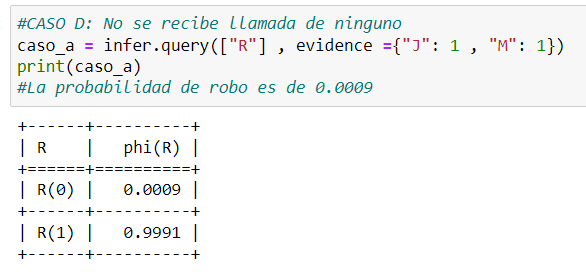 #CASO D: No se recibe llamada de ninguno
caso_a = infer.query(["R"] , evidence ={"J": 1 , "M": 1})
print(caso_a)
#La probabilidad de robo es de 0.0009
+------+----------+
| R    |   phi(R) |
+======+==========+
| R(0) |   0.0009 |
+------+----------+
| R(1) |   0.9991 |
+------+----------+